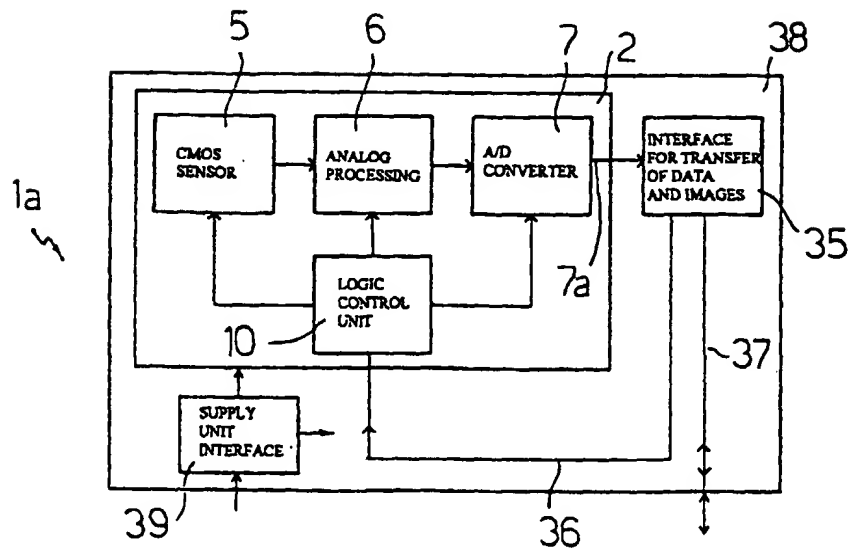 5
6
7
2
38
CMOS
SENSOR
ANALOG
PROCESSING
A/D
CONVERTER
INTERFACE
FOR TRANSFER
OF DATA
AND IMAGES
1a
35
7a
LOGIC
CONTROL
UNIT
10
37
SUPPLY
UNIT
INTERFACE
39
36